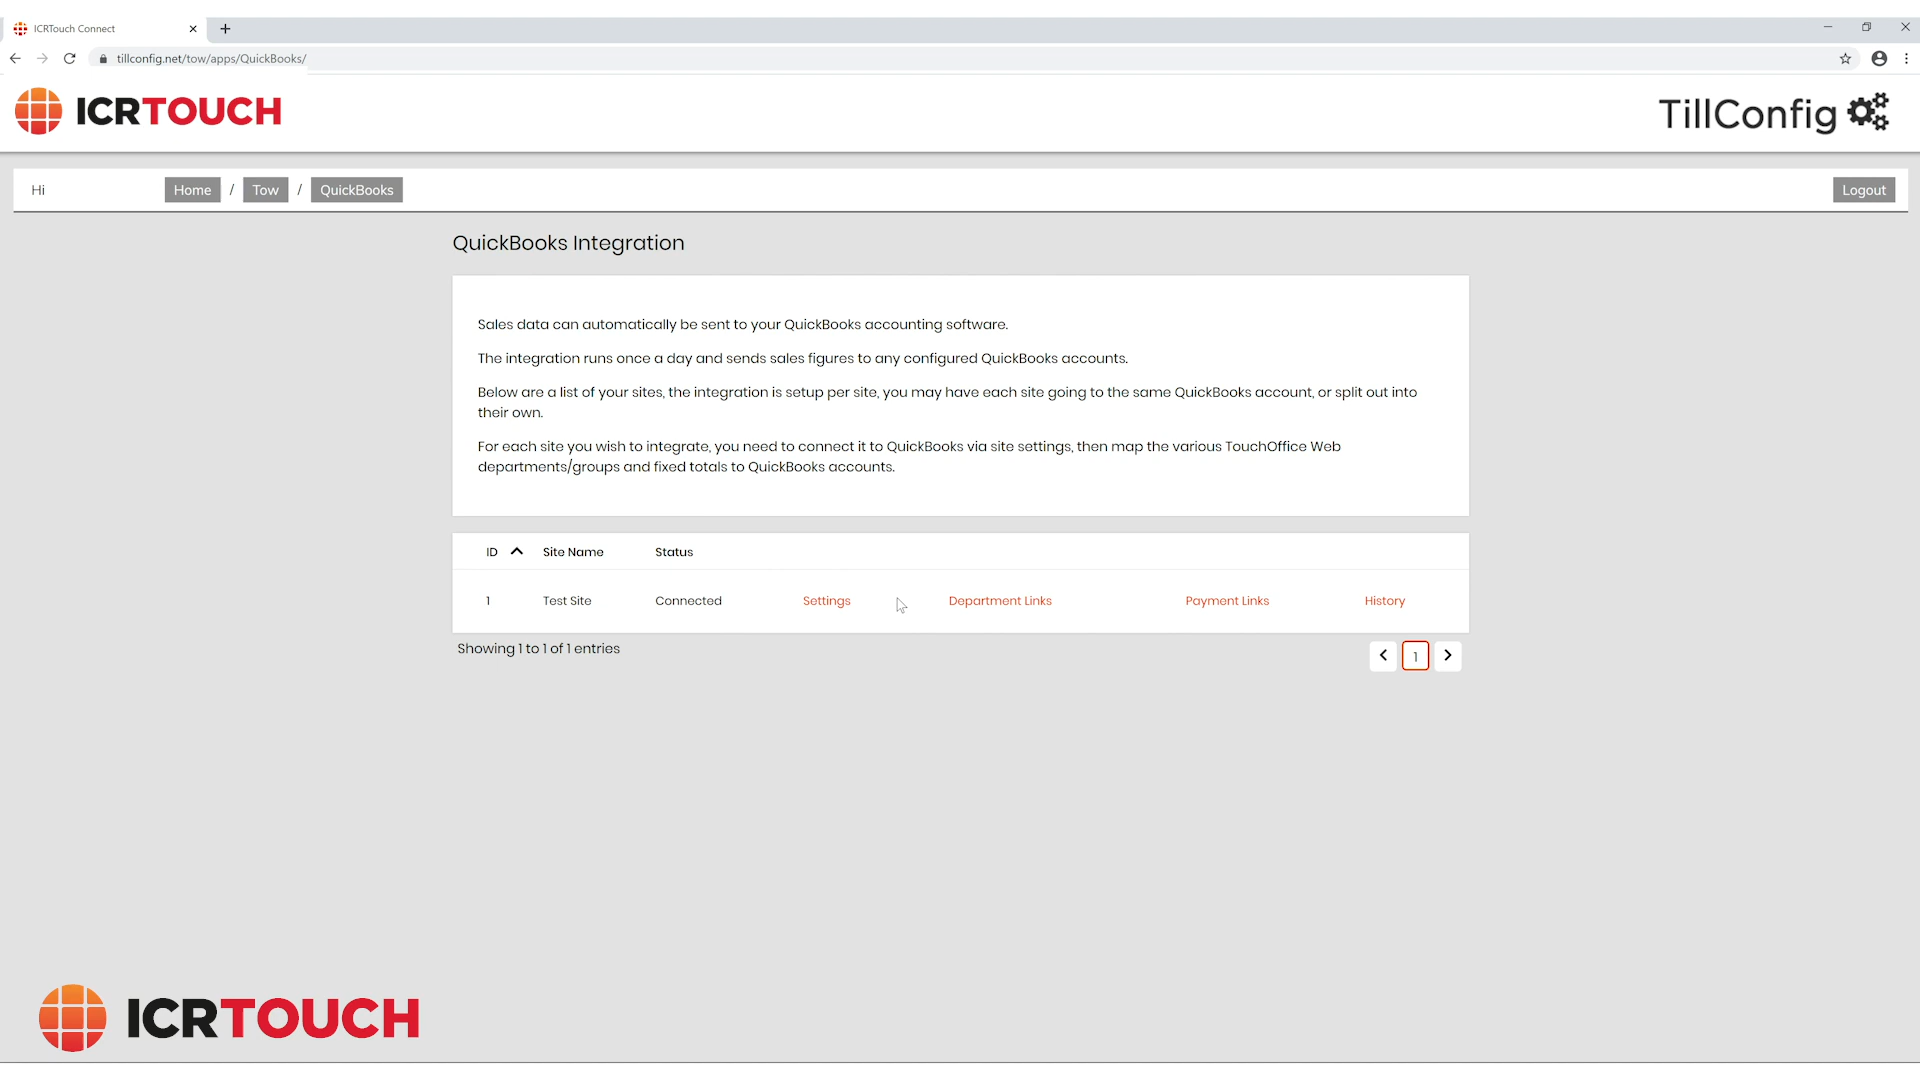 ICRTouch Connect
tillconfig.net/tow/apps/QuickBooks/
ICRTOUCH
TillConfig
Hi
Home / Tow / QuickBooks
Logout
QuickBooks Integration
Sales data can automatically be sent to your QuickBooks accounting software.
The integration runs once a day and sends sales figures to any configured QuickBooks accounts.
Below are a list of your sites, the integration is setup per site, you may have each site going to the same QuickBooks account, or split out into
their own.
For each site you wish to integrate, you need to connect it to QuickBooks via site settings, then map the various TouchOffice Web
departments/groups and fixed totals to QuickBooks accounts.
ID Site Name Status
1 Test Site Connected Settings Department Links Payment Links History
Showing 1 to 1 of 1 entries
1
ICRTOUCH